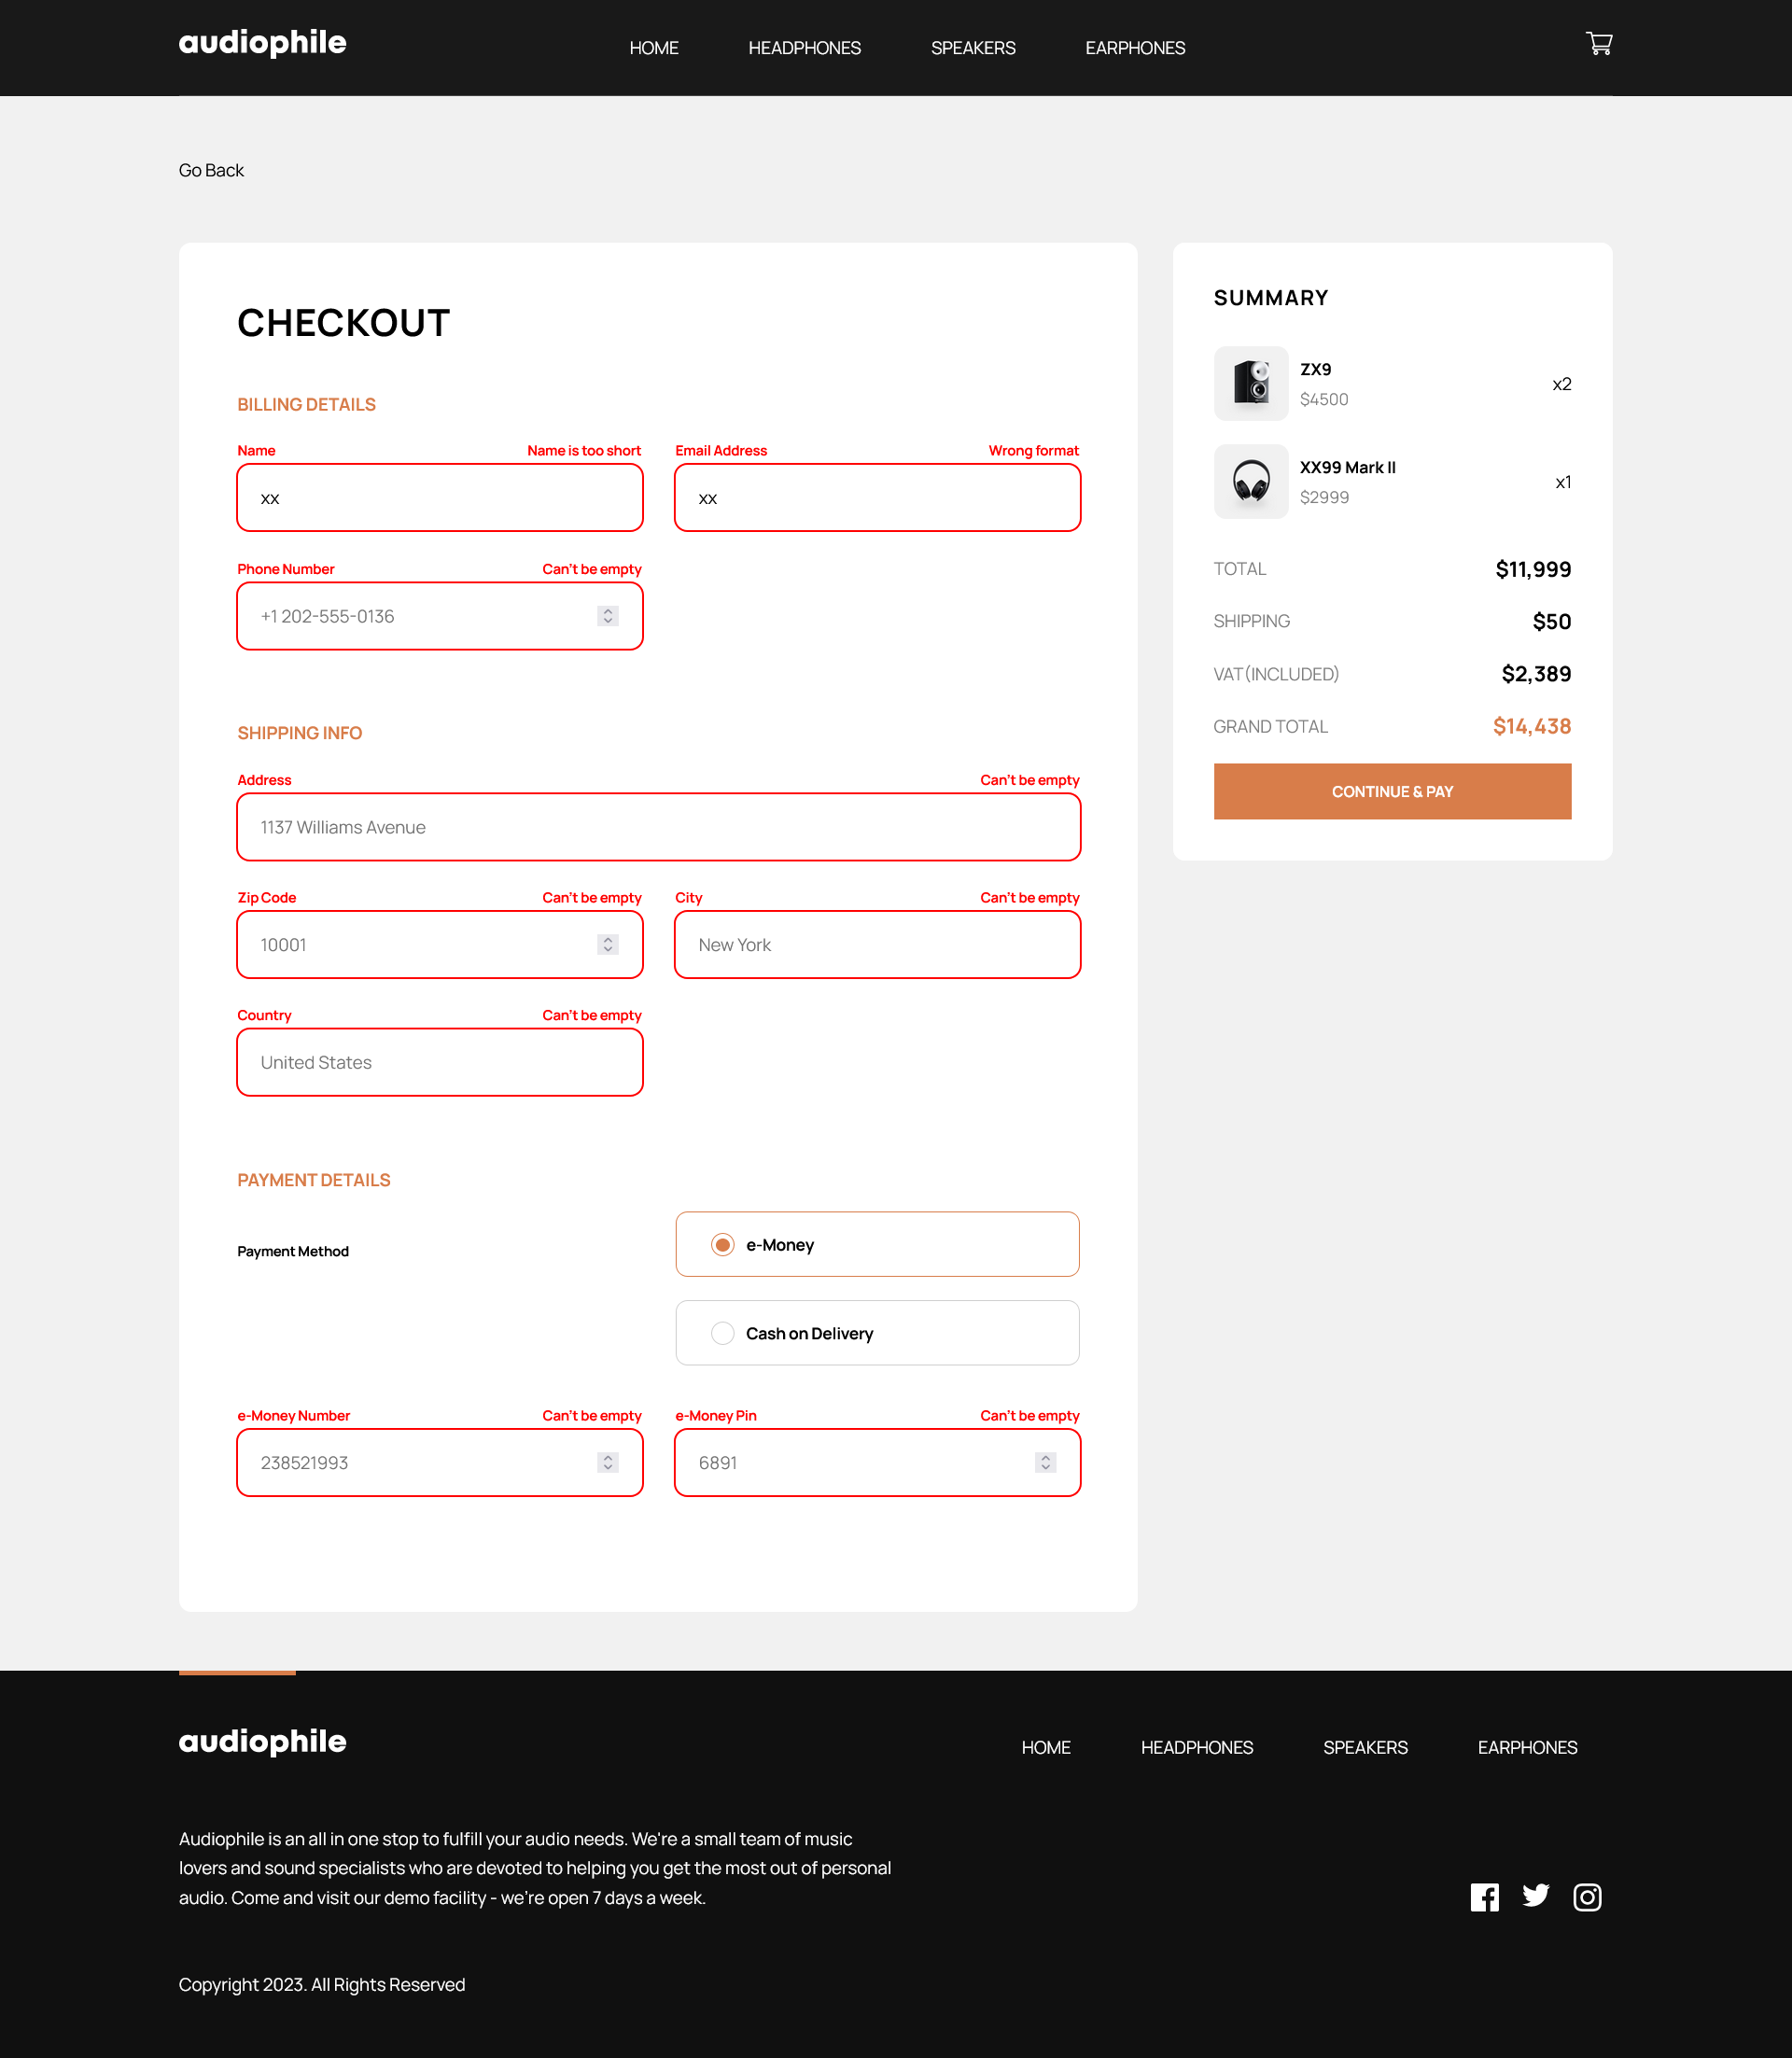 audiophile
HOME HEADPHONES SPEAKERS EARPHONES
Go Back
CHECKOUT
BILLING DETAILS
Name Name is too short
xx
Email Address Wrong format
xx
Phone Number Can't be empty
+1 202-555-0136
SHIPPING INFO
Address Can't be empty
1137 Williams Avenue
Zip Code Can't be empty
10001
City Can't be empty
New York
Country Can't be empty
United States
PAYMENT DETAILS
Payment Method
e-Money
Cash on Delivery
e-Money Number Can't be empty
238521993
e-Money Pin Can't be empty
6891
SUMMARY
ZX9
$4500
x2
XX99 Mark II
$2999
x1
TOTAL $11,999
SHIPPING $50
VAT(INCLUDED) $2,389
GRAND TOTAL $14,438
CONTINUE & PAY
audiophile
HOME HEADPHONES SPEAKERS EARPHONES
Audiophile is an all in one stop to fulfill your audio needs. We're a small team of music
lovers and sound specialists who are devoted to helping you get the most out of personal
audio. Come and visit our demo facility - we're open 7 days a week.
Copyright 2023. All Rights Reserved